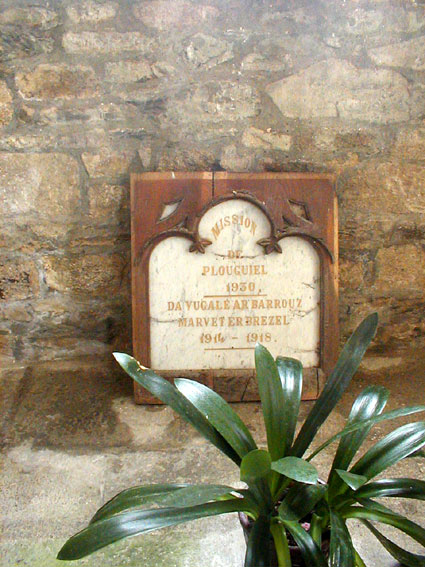 MISSION
DE
PLOUGUIEL
1930.
DA VUGALE AR BARROUZ
MARVET ER BREZEL
1914 - 1918.